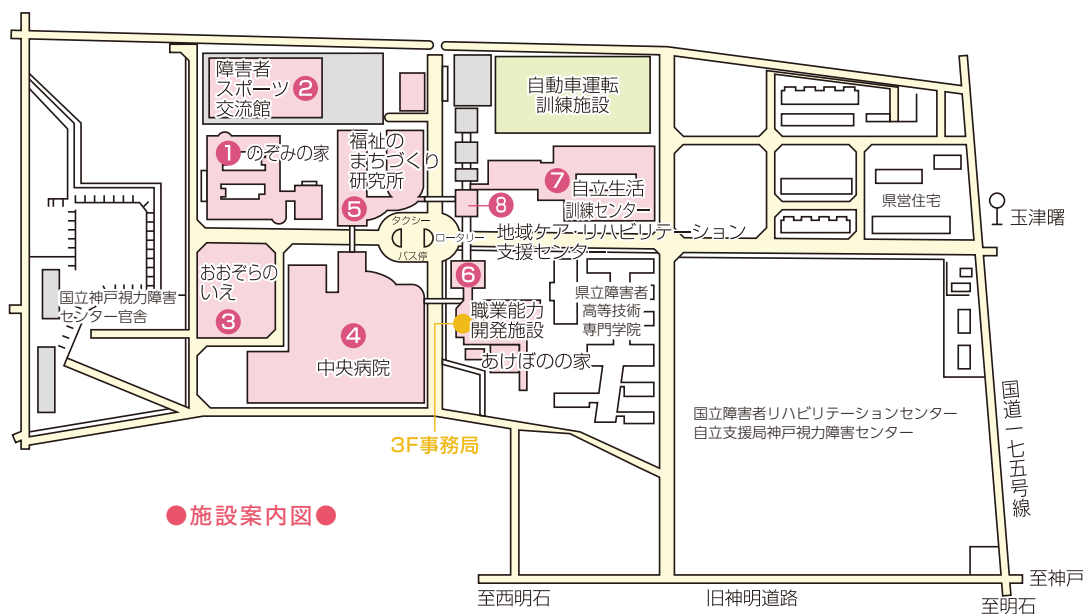 障害者
スポーツ
交流館
2
自動車運転
訓練施設
1
のぞみの家
福祉の
まちづくり
研究所
5
7
自立生活
訓練センター
8
県営住宅
玉津曙
タクシー
ロータリー
バス停
地域ケア・リハビリテーション
支援センター
おおぞらの
いえ
3
国立神戸視力障害
センター官舎
4
中央病院
6
職業能力
開発施設
あけぼのの家
県立障害者
高等技術
専門学院
国立障害者リハビリテーションセンター
自立支援局神戸視力障害センター
国道一七五号線
3F事務局
●施設案内図●
至西明石
旧神明道路
至神戸
至明石